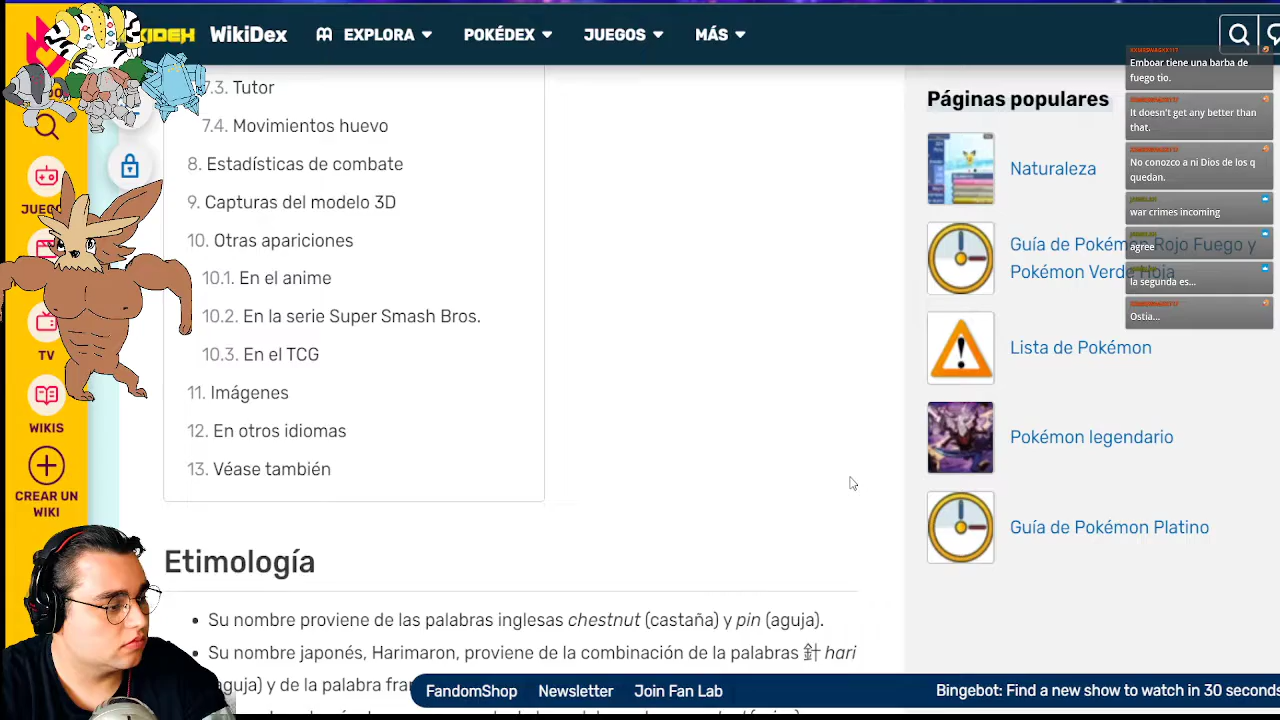 WikiDex
EXPLORA
POKÉDEX
JUEGOS
MÁS
7.3. Tutor
7.4. Movimientos huevo
8. Estadísticas de combate
9. Capturas del modelo 3D
10. Otras apariciones
10.1. En el anime
10.2. En la serie Super Smash Bros.
10.3. En el TCG
11. Imágenes
12. En otros idiomas
13. Véase también
TV
WIKIS
CREAR UN
WIKI
Etimología
Su nombre proviene de las palabras inglesas chestnut (castaña) y pin (aguja).
Su nombre japonés, Harimaron, proviene de la combinación de la palabras 針 hari
FandomShop
Newsletter
Join Fan Lab
Bingebot: Find a new show to watch in 30 seconds
Páginas populares
Naturaleza
Guía de Pokémon Rojo Fuego y
Pokémon Verde Hoja
Lista de Pokémon
Pokémon legendario
Guía de Pokémon Platino
Emboar tiene una barba de
fuego tio.
It doesn't get any better than
that.
No conozco a ni Dios de los q
quedan.
war crimes incoming
agree
la segunda es...
Ostia...